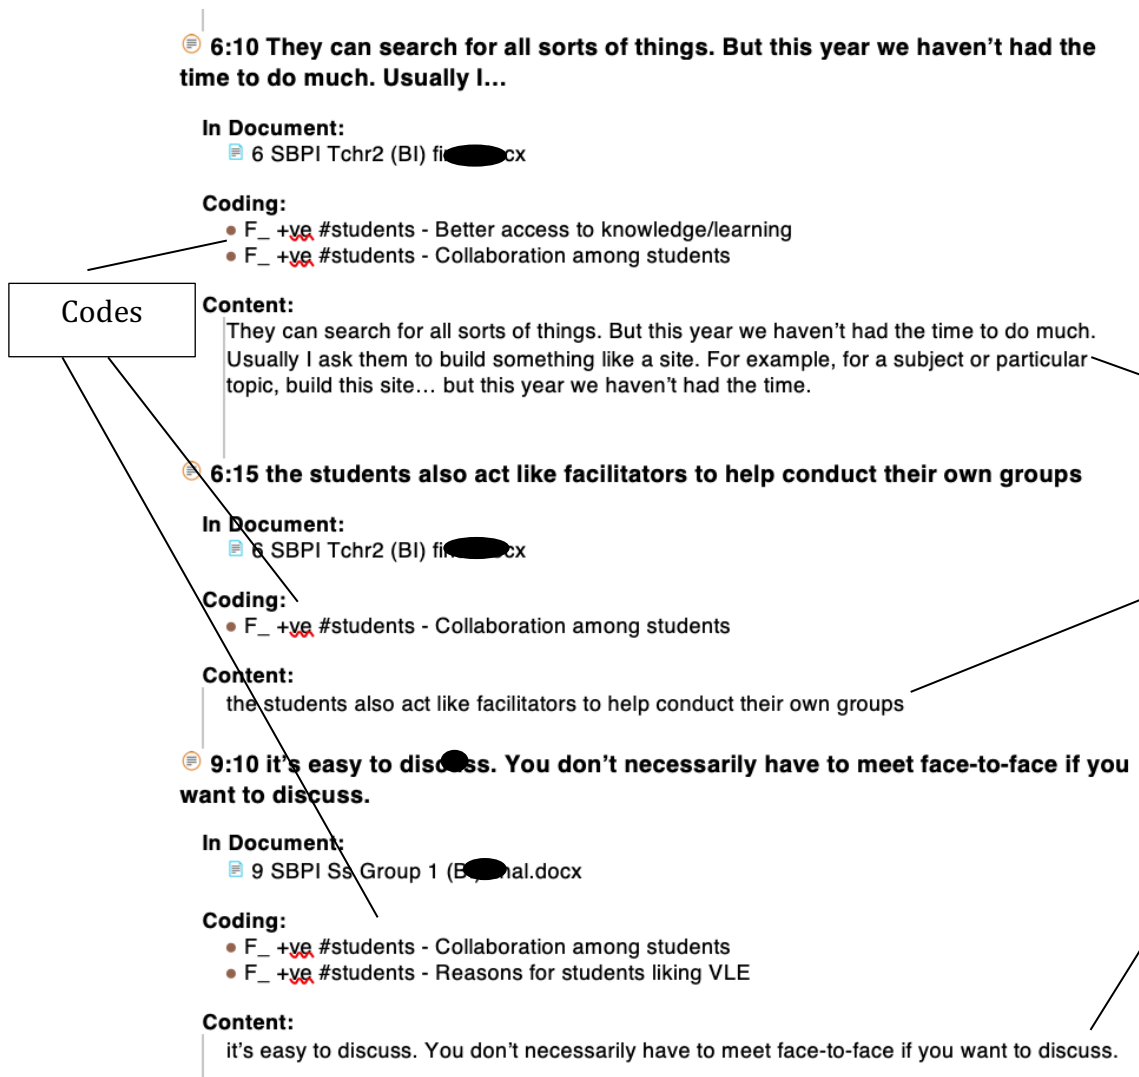 6:10 They can search for all sorts of things. But this year we haven’t had the
time to do much. Usually I…
In Document:
6 SBPI Tchr2 (BI) cx
Coding:
F_ +ve #students - Better access to knowledge/learning
F_ +ve #students - Collaboration among students
Codes
Content:
They can search for all sorts of things. But this year we haven’t had the time to do much.
Usually I ask them to build something like a site. For example, for a subject or particular
topic, build this site… but this year we haven’t had the time.
6:15 the students also act like facilitators to help conduct their own groups
In Document:
6 SBPI Tchr2 (BI) cx
Coding:
F_ +ve #students - Collaboration among students
Content:
the students also act like facilitators to help conduct their own groups
9:10 it’s easy to discuss. You don’t necessarily have to meet face-to-face if you
want to discuss.
In Document:
9 SBPI Ss Group 1 nal.docx
Coding:
F_ +ve #students - Collaboration among students
F_ +ve #students - Reasons for students liking VLE
Content:
it’s easy to discuss. You don’t necessarily have to meet face-to-face if you want to discuss.